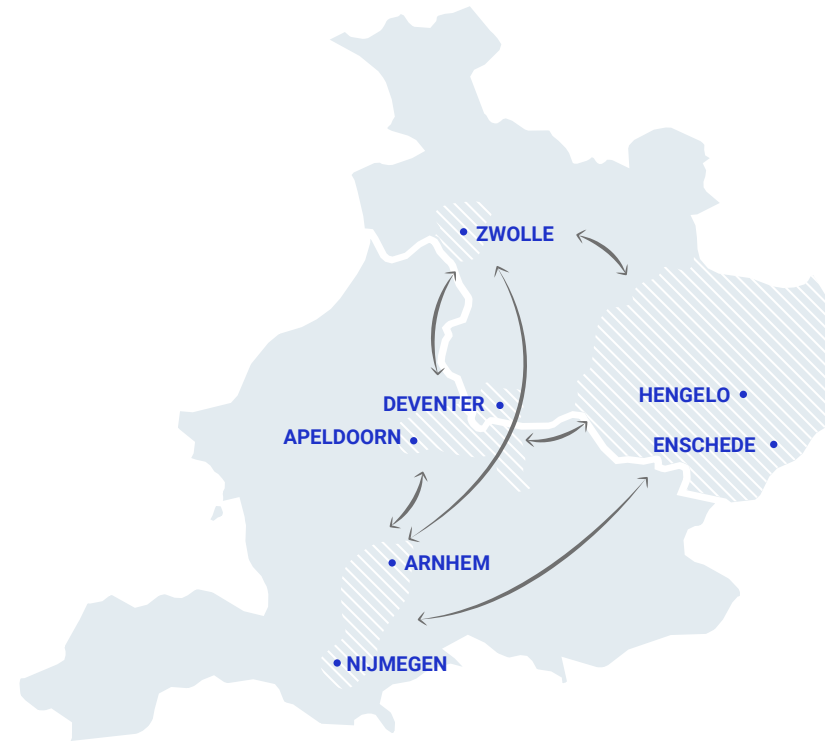 ZWOLLE
HENGELO
DEVENTER
APELDOORN
ENSCHEDE
ARNHEM
NIJMEGEN